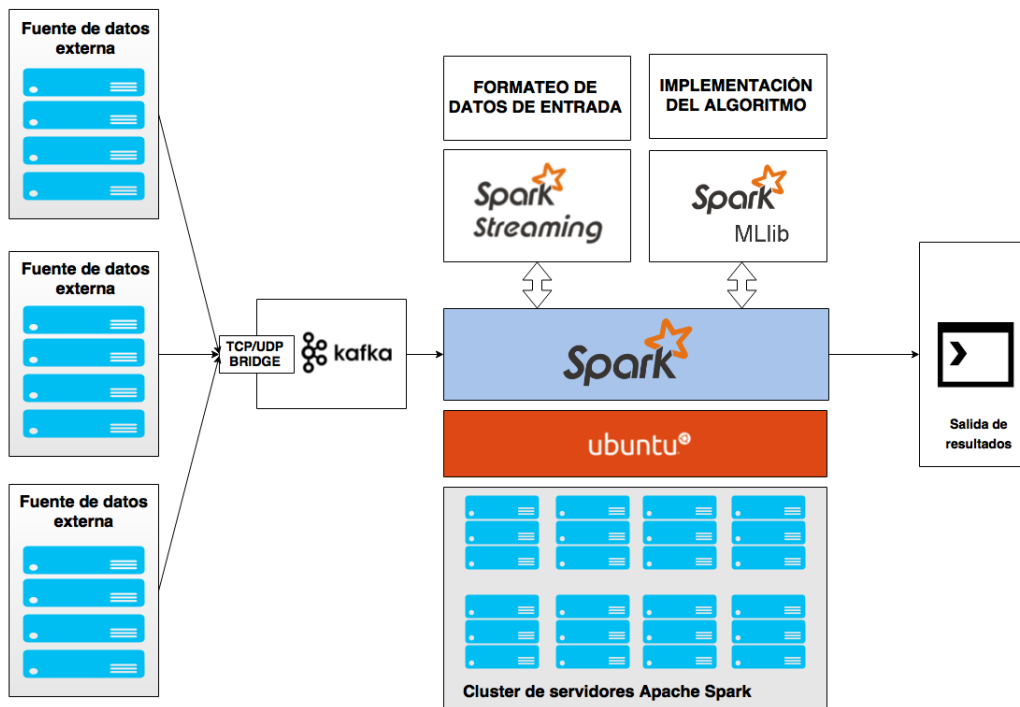 Fuente de datos
externa
Fuente de datos
externa
Fuente de datos
externa
TCP/UDP
BRIDGE
kafka
FORMATEO DE
DATOS DE ENTRADA
IMPLEMENTACIÓN
DEL ALGORITMO
Spark
Streaming
Spark
MLlib
Spark
ubuntu
Cluster de servidores Apache Spark
Salida de
resultados